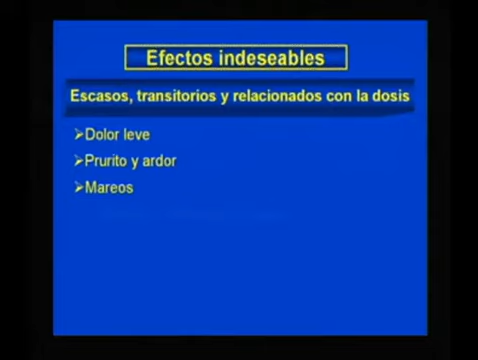 Efectos indeseables
Escasos, transitorios y relacionados con la dosis
➢Dolor leve
➢Prurito y ardor
➢Mareos